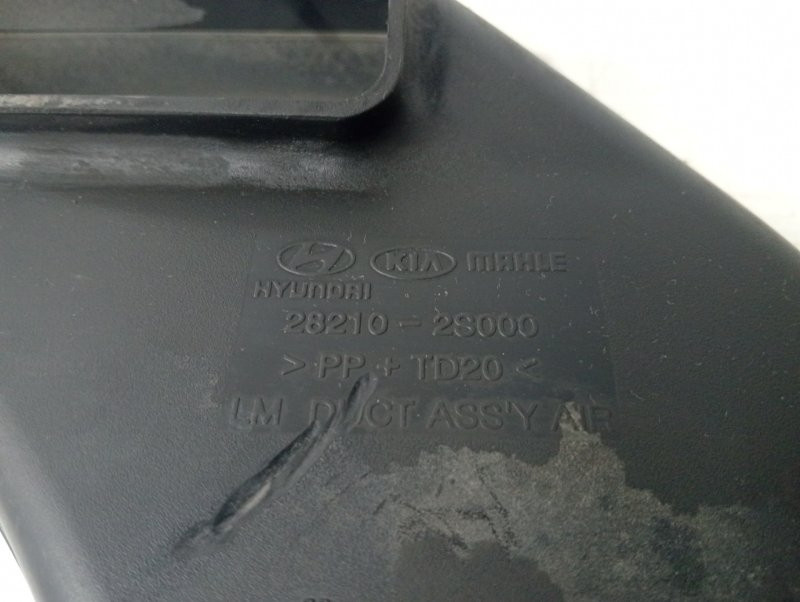 KIA MAHLE
HYUNDAI
28210-2S000
>PP+TD20<
LM DUCT ASS'Y AIR